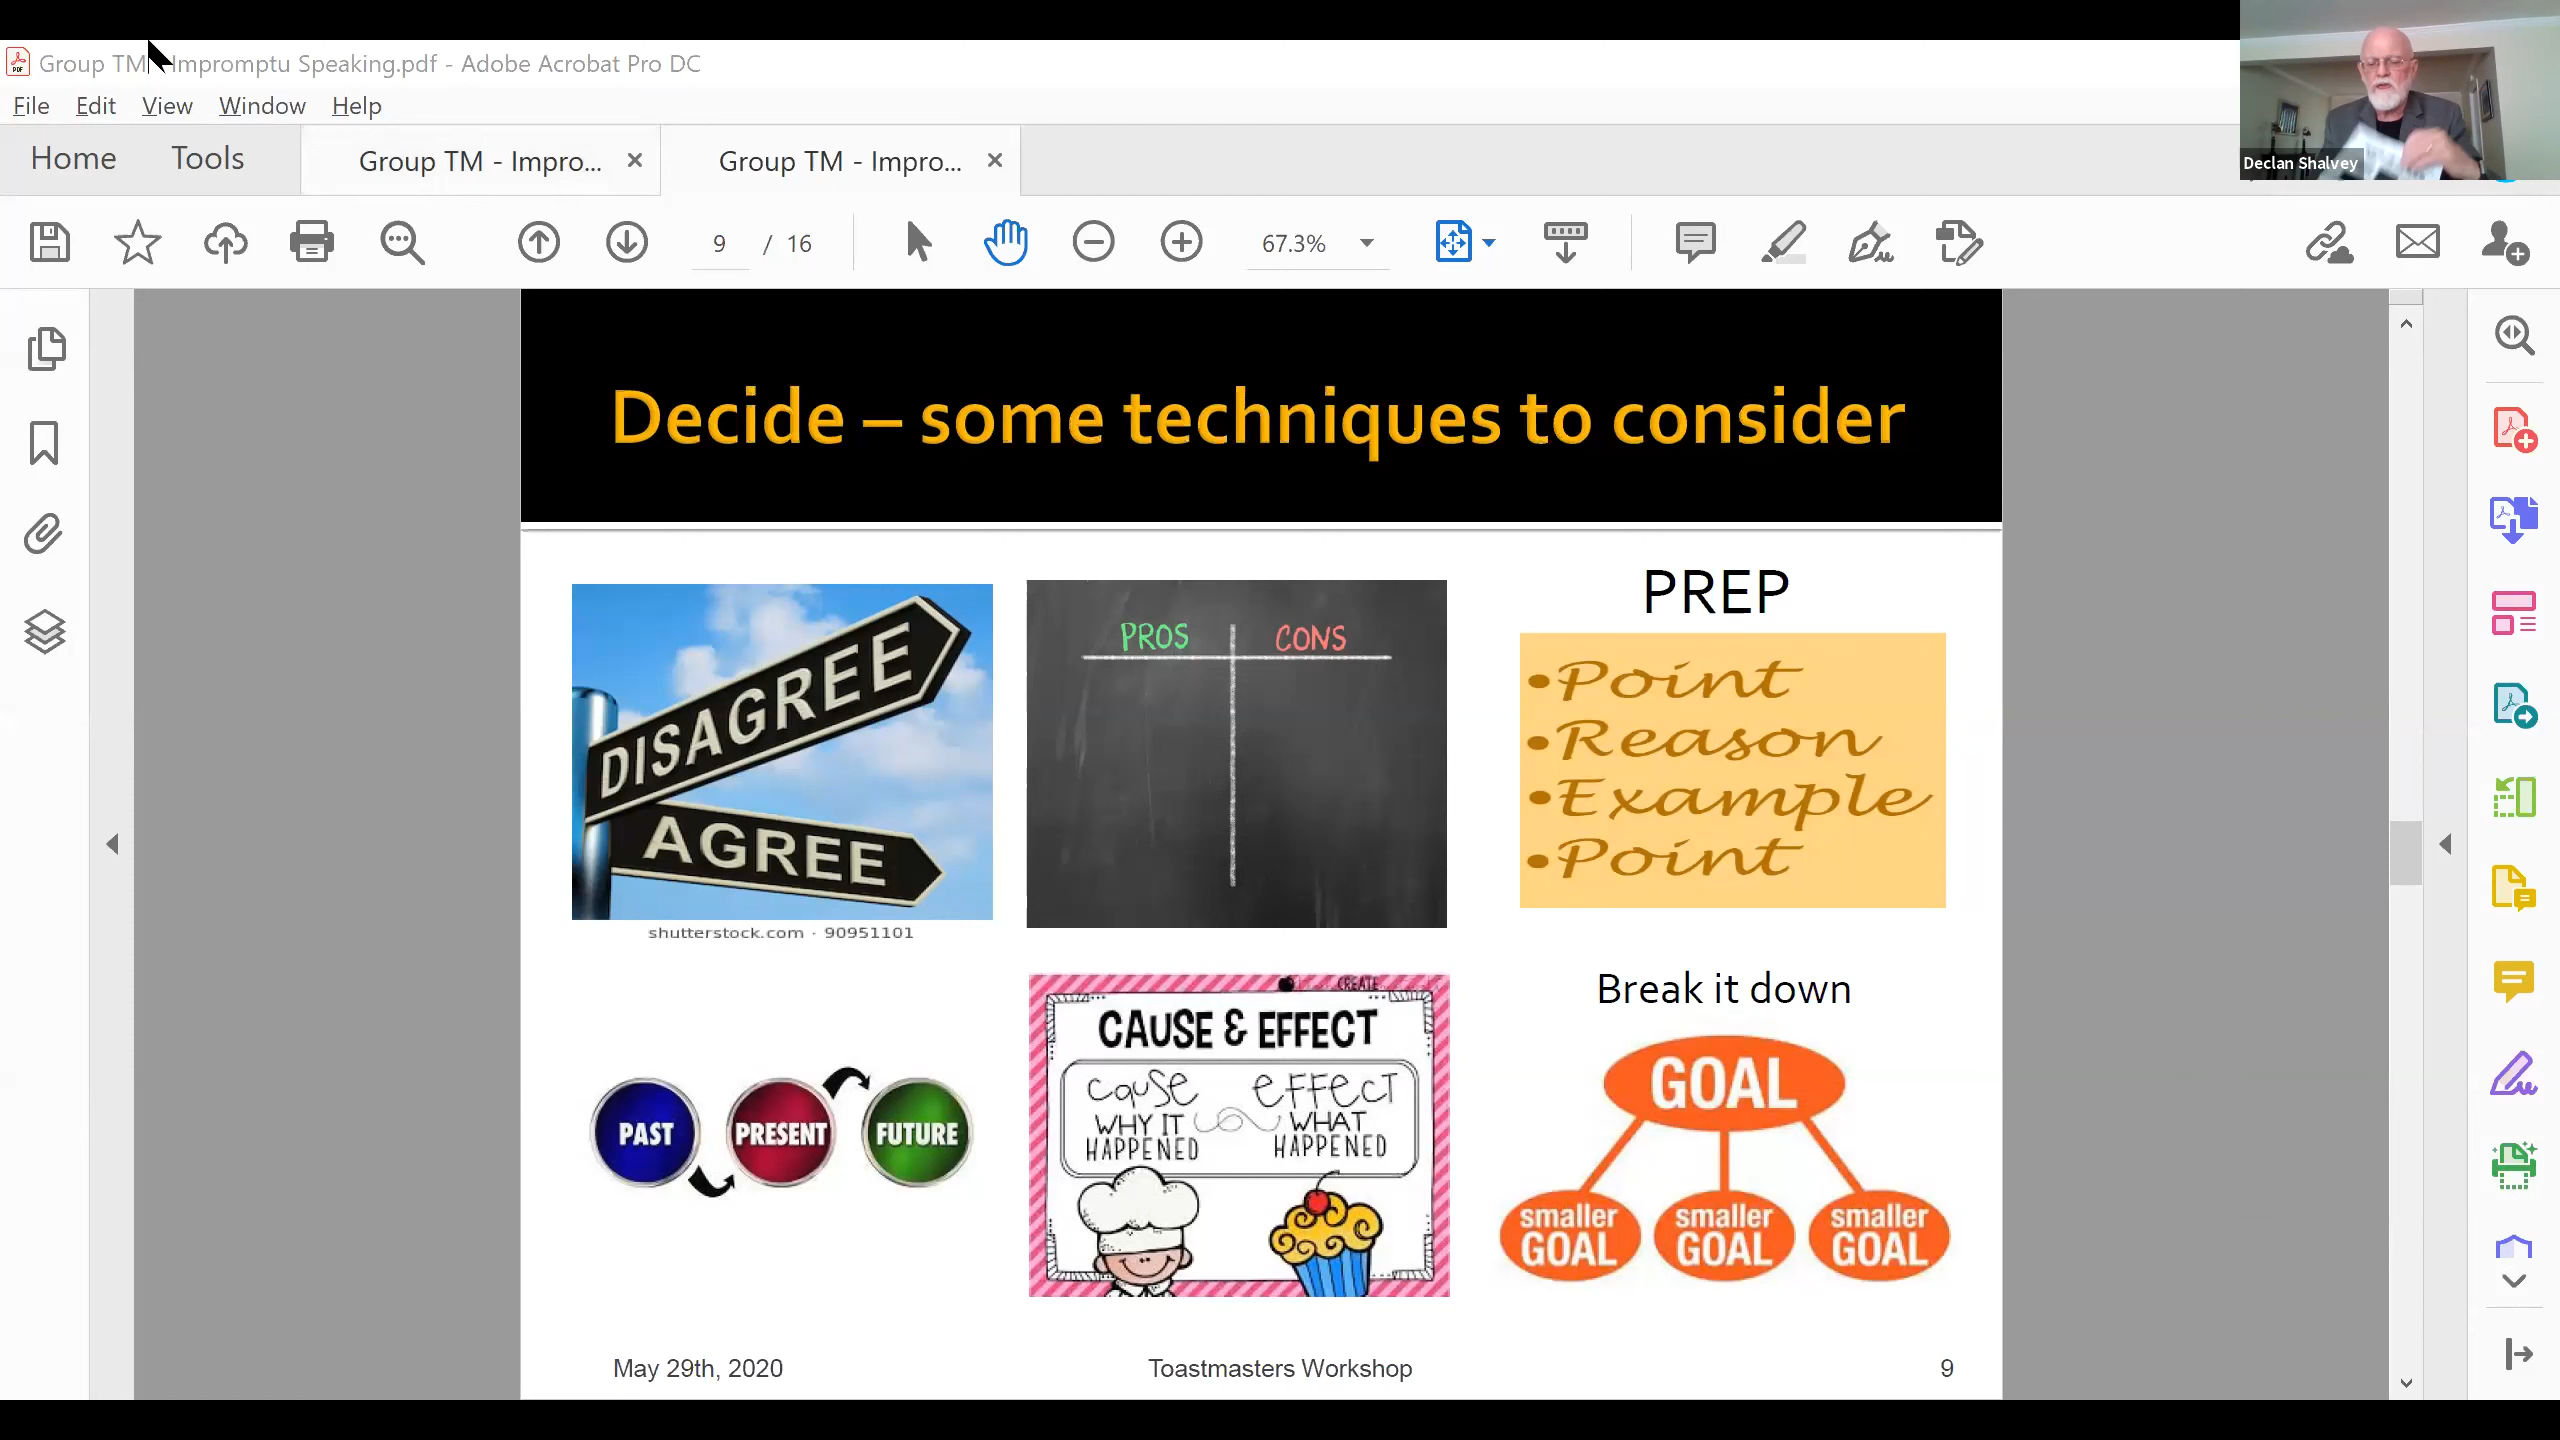 Group TM Impromptu Speaking.pdf - Adobe Acrobat Pro DC
File Edit View Window Help
Home Tools Group TM - Impro... Group TM - Impro...
Declan Shalvey
9 / 16 67.3%
Decide – some techniques to consider
DISAGREE
AGREE
shutterstock.com · 90951101
PROS CONS
PREP
•Point
•Reason
•Example
•Point
PAST PRESENT FUTURE
CREATE
CAUSE & EFFECT
cause effect
WHY IT WHAT
HAPPENED HAPPENED
Break it down
GOAL
smaller GOAL
smaller GOAL
smaller GOAL
May 29th, 2020 Toastmasters Workshop 9